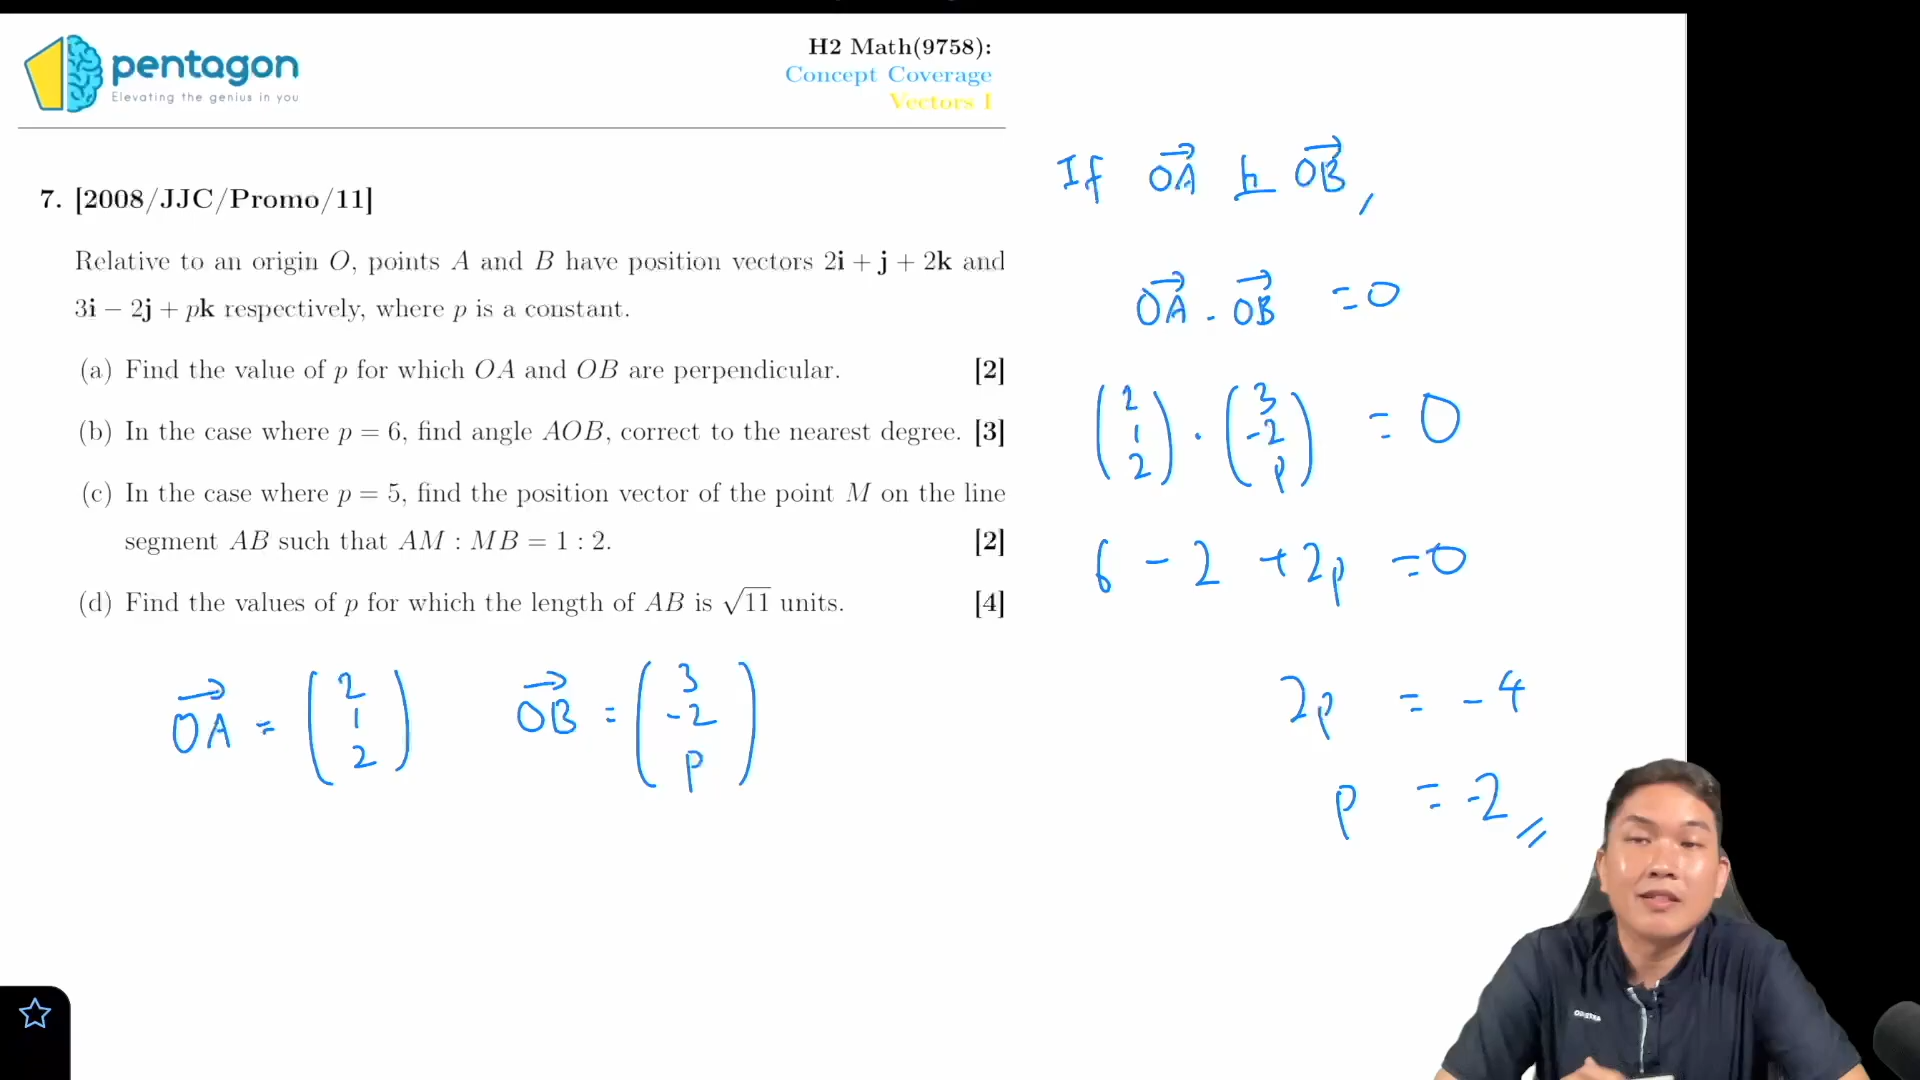 pentagon
Elevating the genius in you
H2 Math(9758):
Concept Coverage
Vectors I
7. [2008/JJC/Promo/11]
Relative to an origin O, points A and B have position vectors 2i + j + 2k and
3i − 2j + pk respectively, where p is a constant.
(a) Find the value of p for which OA and OB are perpendicular. [2]
(b) In the case where p = 6, find angle AOB, correct to the nearest degree. [3]
(c) In the case where p = 5, find the position vector of the point M on the line
segment AB such that AM : MB = 1 : 2. [2]
(d) Find the values of p for which the length of AB is √11 units. [4]
→OA = (2 1 2) →OB = (3 -2 p)
If →OA ⊥ →OB,
→OA . →OB = 0
(2 1 2) · (3 -2 p) = 0
6 - 2 + 2p = 0
2p = -4
p = -2